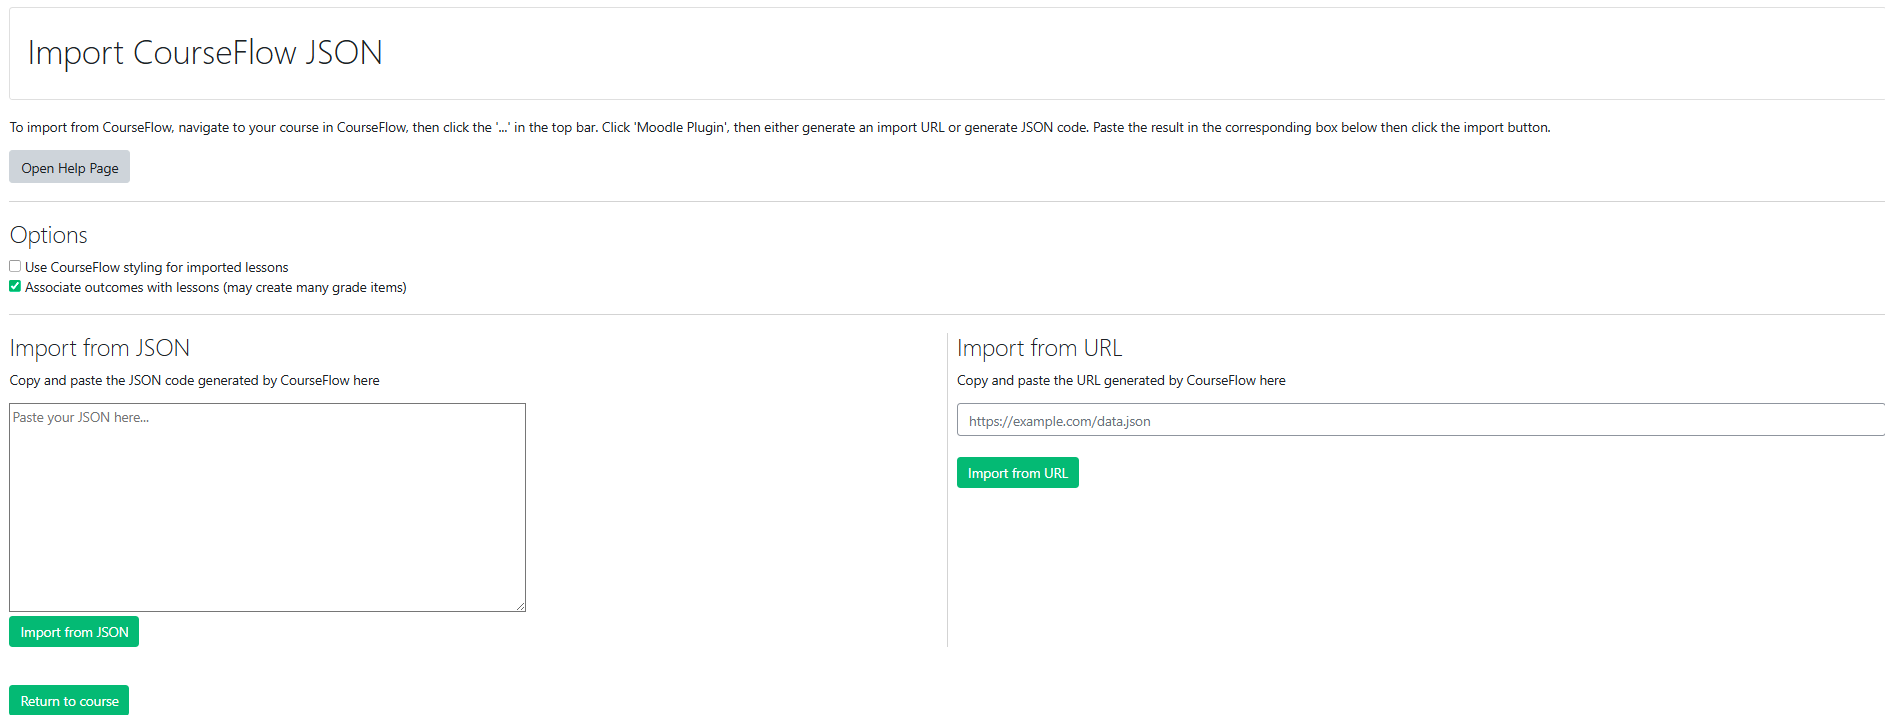 Import CourseFlow JSON
To import from CourseFlow, navigate to your course in CourseFlow, then click the '...' in the top bar. Click 'Moodle Plugin', then either generate an import URL or generate JSON code. Paste the result in the corresponding box below then click the import button.
Open Help Page
Options
Use CourseFlow styling for imported lessons
Associate outcomes with lessons (may create many grade items)
Import from JSON
Copy and paste the JSON code generated by CourseFlow here
Paste your JSON here...
Import from JSON
Import from URL
Copy and paste the URL generated by CourseFlow here
https://example.com/data.json
Import from URL
Return to course